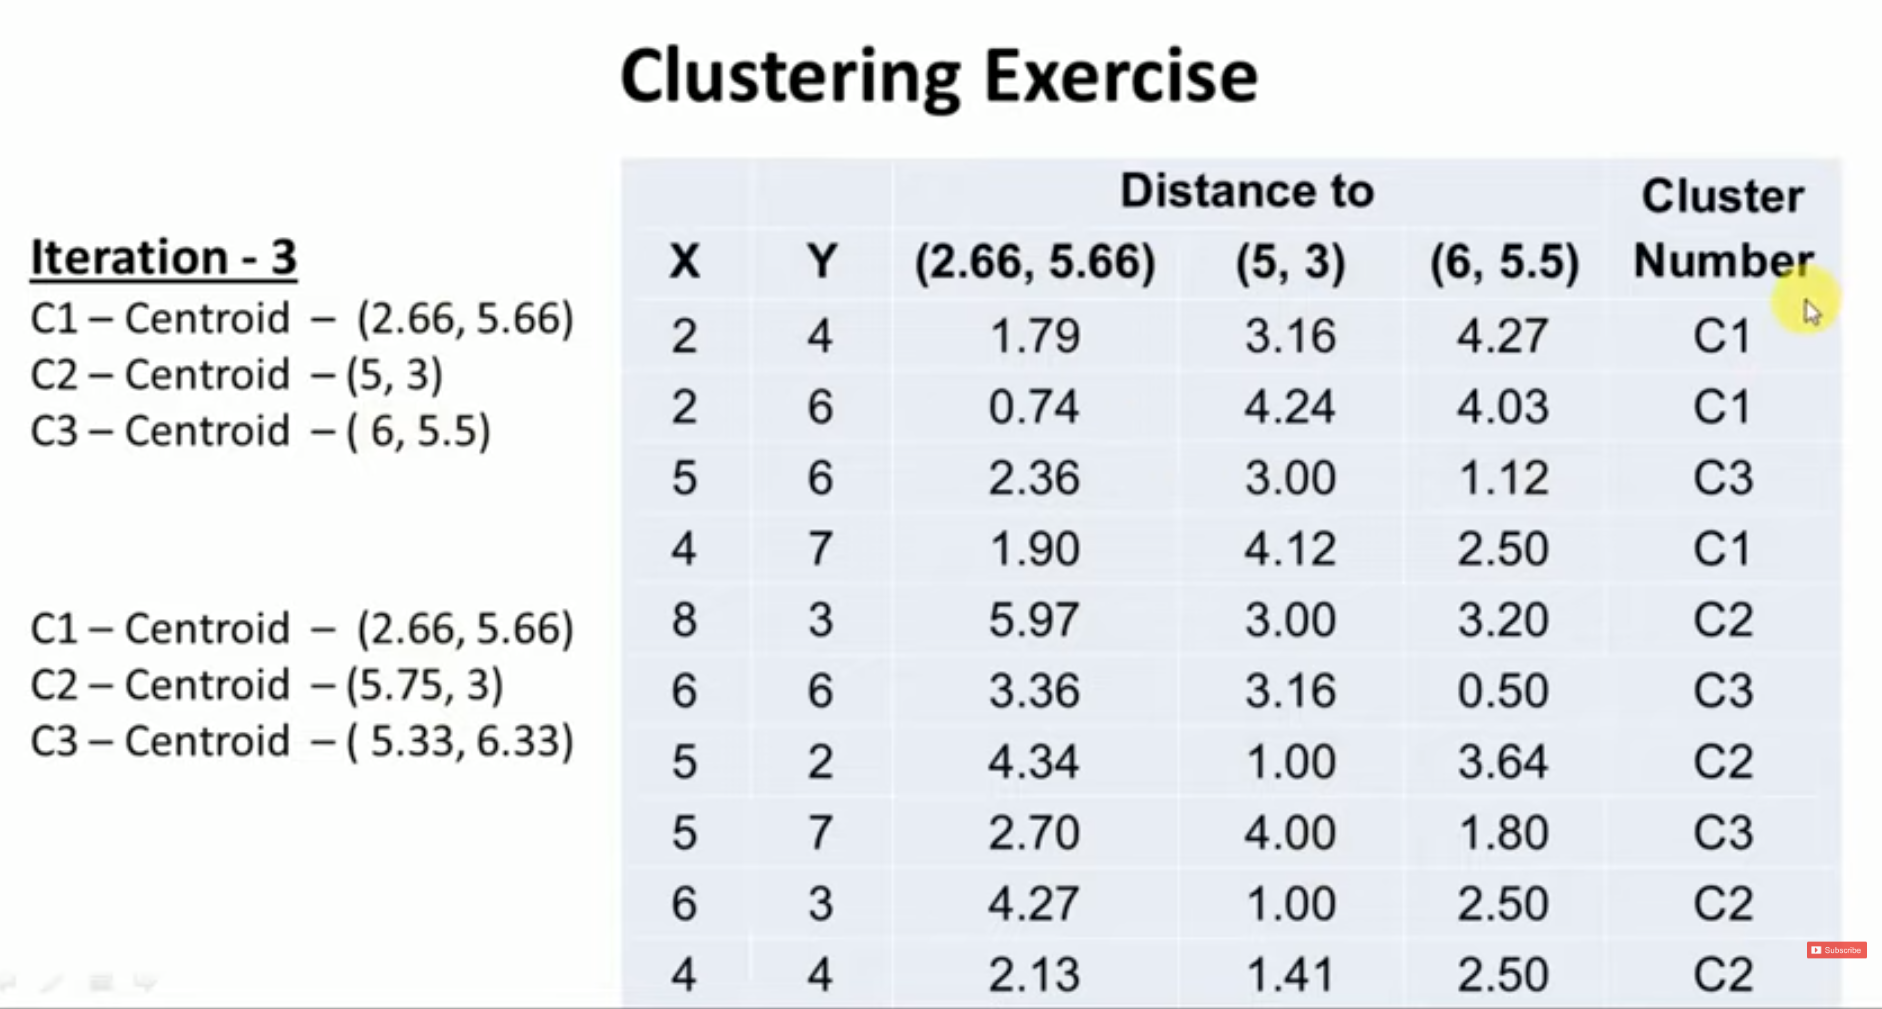 Clustering Exercise
Iteration - 3
C1 – Centroid – (2.66, 5.66)
C2 – Centroid – (5, 3)
C3 – Centroid – ( 6, 5.5)
C1 – Centroid – (2.66, 5.66)
C2 – Centroid – (5.75, 3)
C3 – Centroid – ( 5.33, 6.33)
Distance to Cluster
X Y (2.66, 5.66) (5, 3) (6, 5.5) Number
2 4 1.79 3.16 4.27 C1
2 6 0.74 4.24 4.03 C1
5 6 2.36 3.00 1.12 C3
4 7 1.90 4.12 2.50 C1
8 3 5.97 3.00 3.20 C2
6 6 3.36 3.16 0.50 C3
5 2 4.34 1.00 3.64 C2
5 7 2.70 4.00 1.80 C3
6 3 4.27 1.00 2.50 C2
4 4 2.13 1.41 2.50 C2
Subscribe